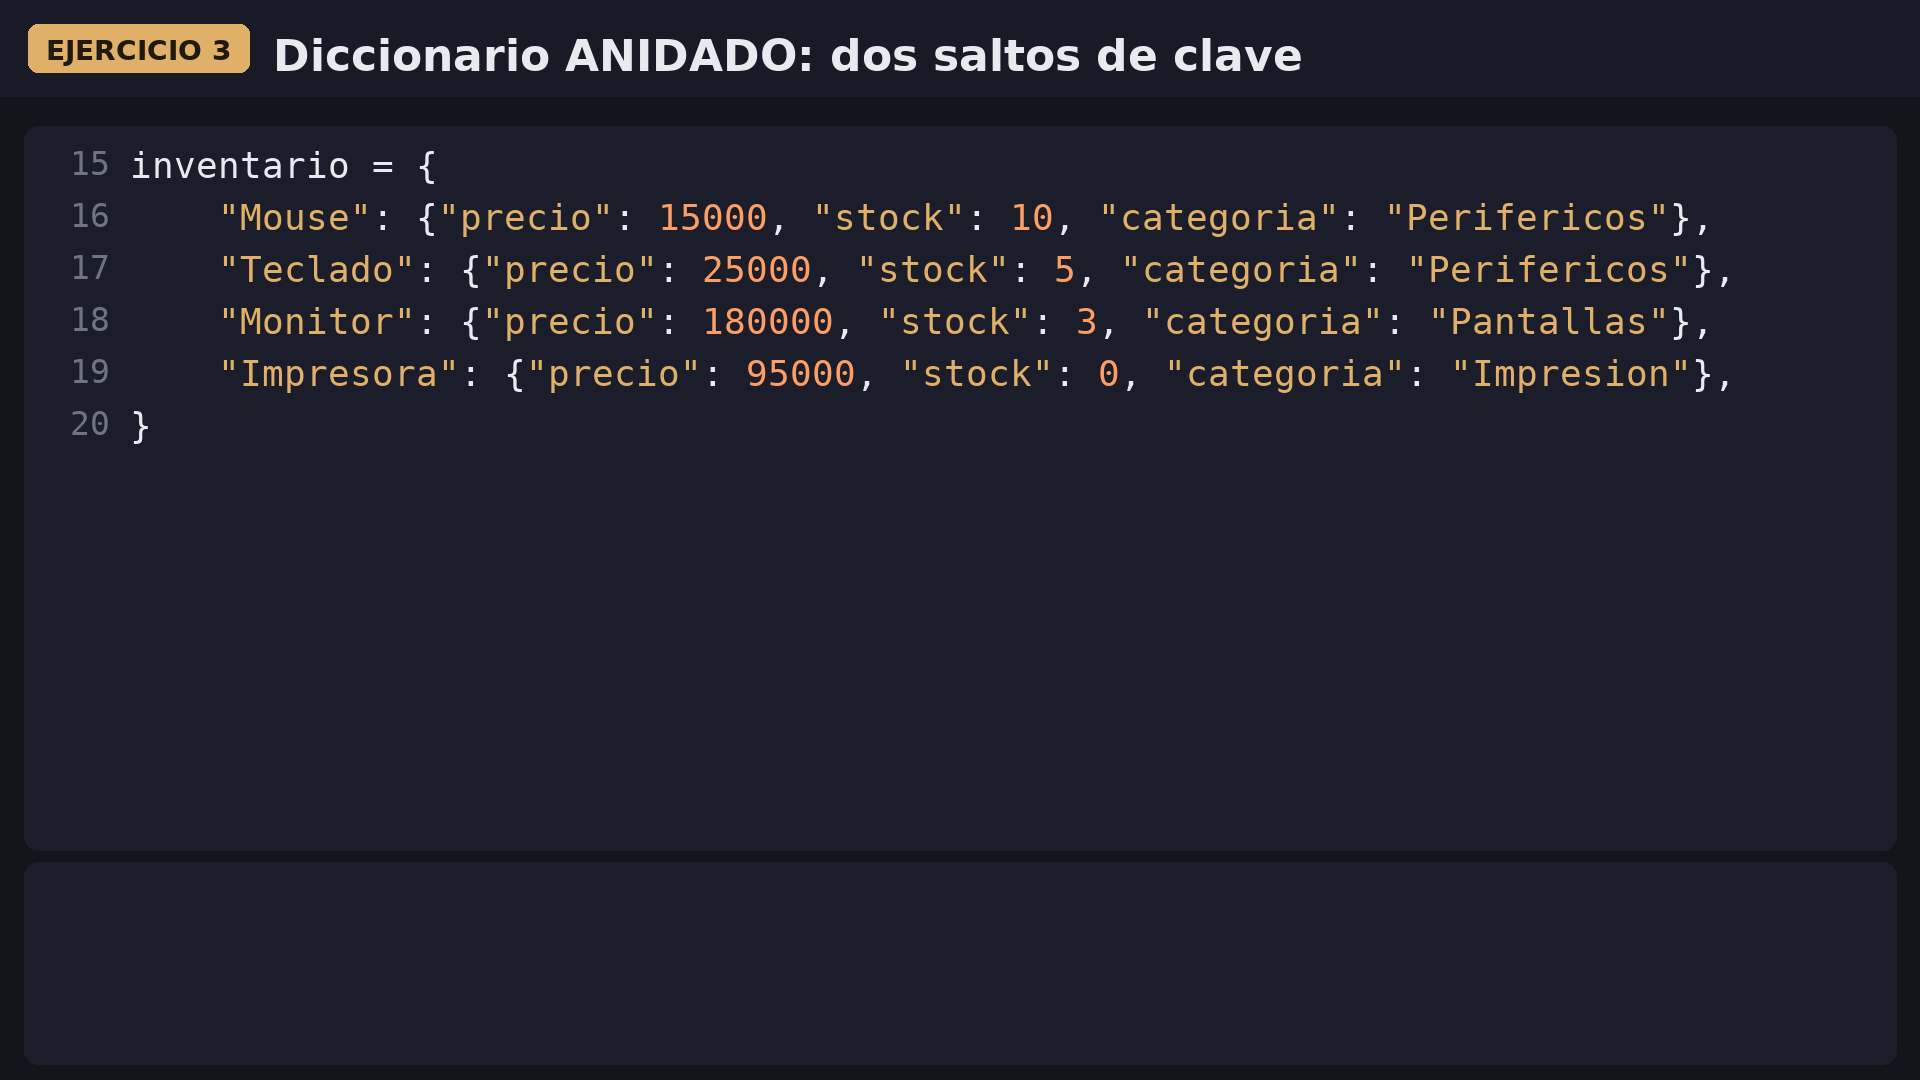 EJERCICIO 3 Diccionario ANIDADO: dos saltos de clave
15 inventario = {
16     "Mouse": {"precio": 15000, "stock": 10, "categoria": "Perifericos"},
17     "Teclado": {"precio": 25000, "stock": 5, "categoria": "Perifericos"},
18     "Monitor": {"precio": 180000, "stock": 3, "categoria": "Pantallas"},
19     "Impresora": {"precio": 95000, "stock": 0, "categoria": "Impresion"},
20 }